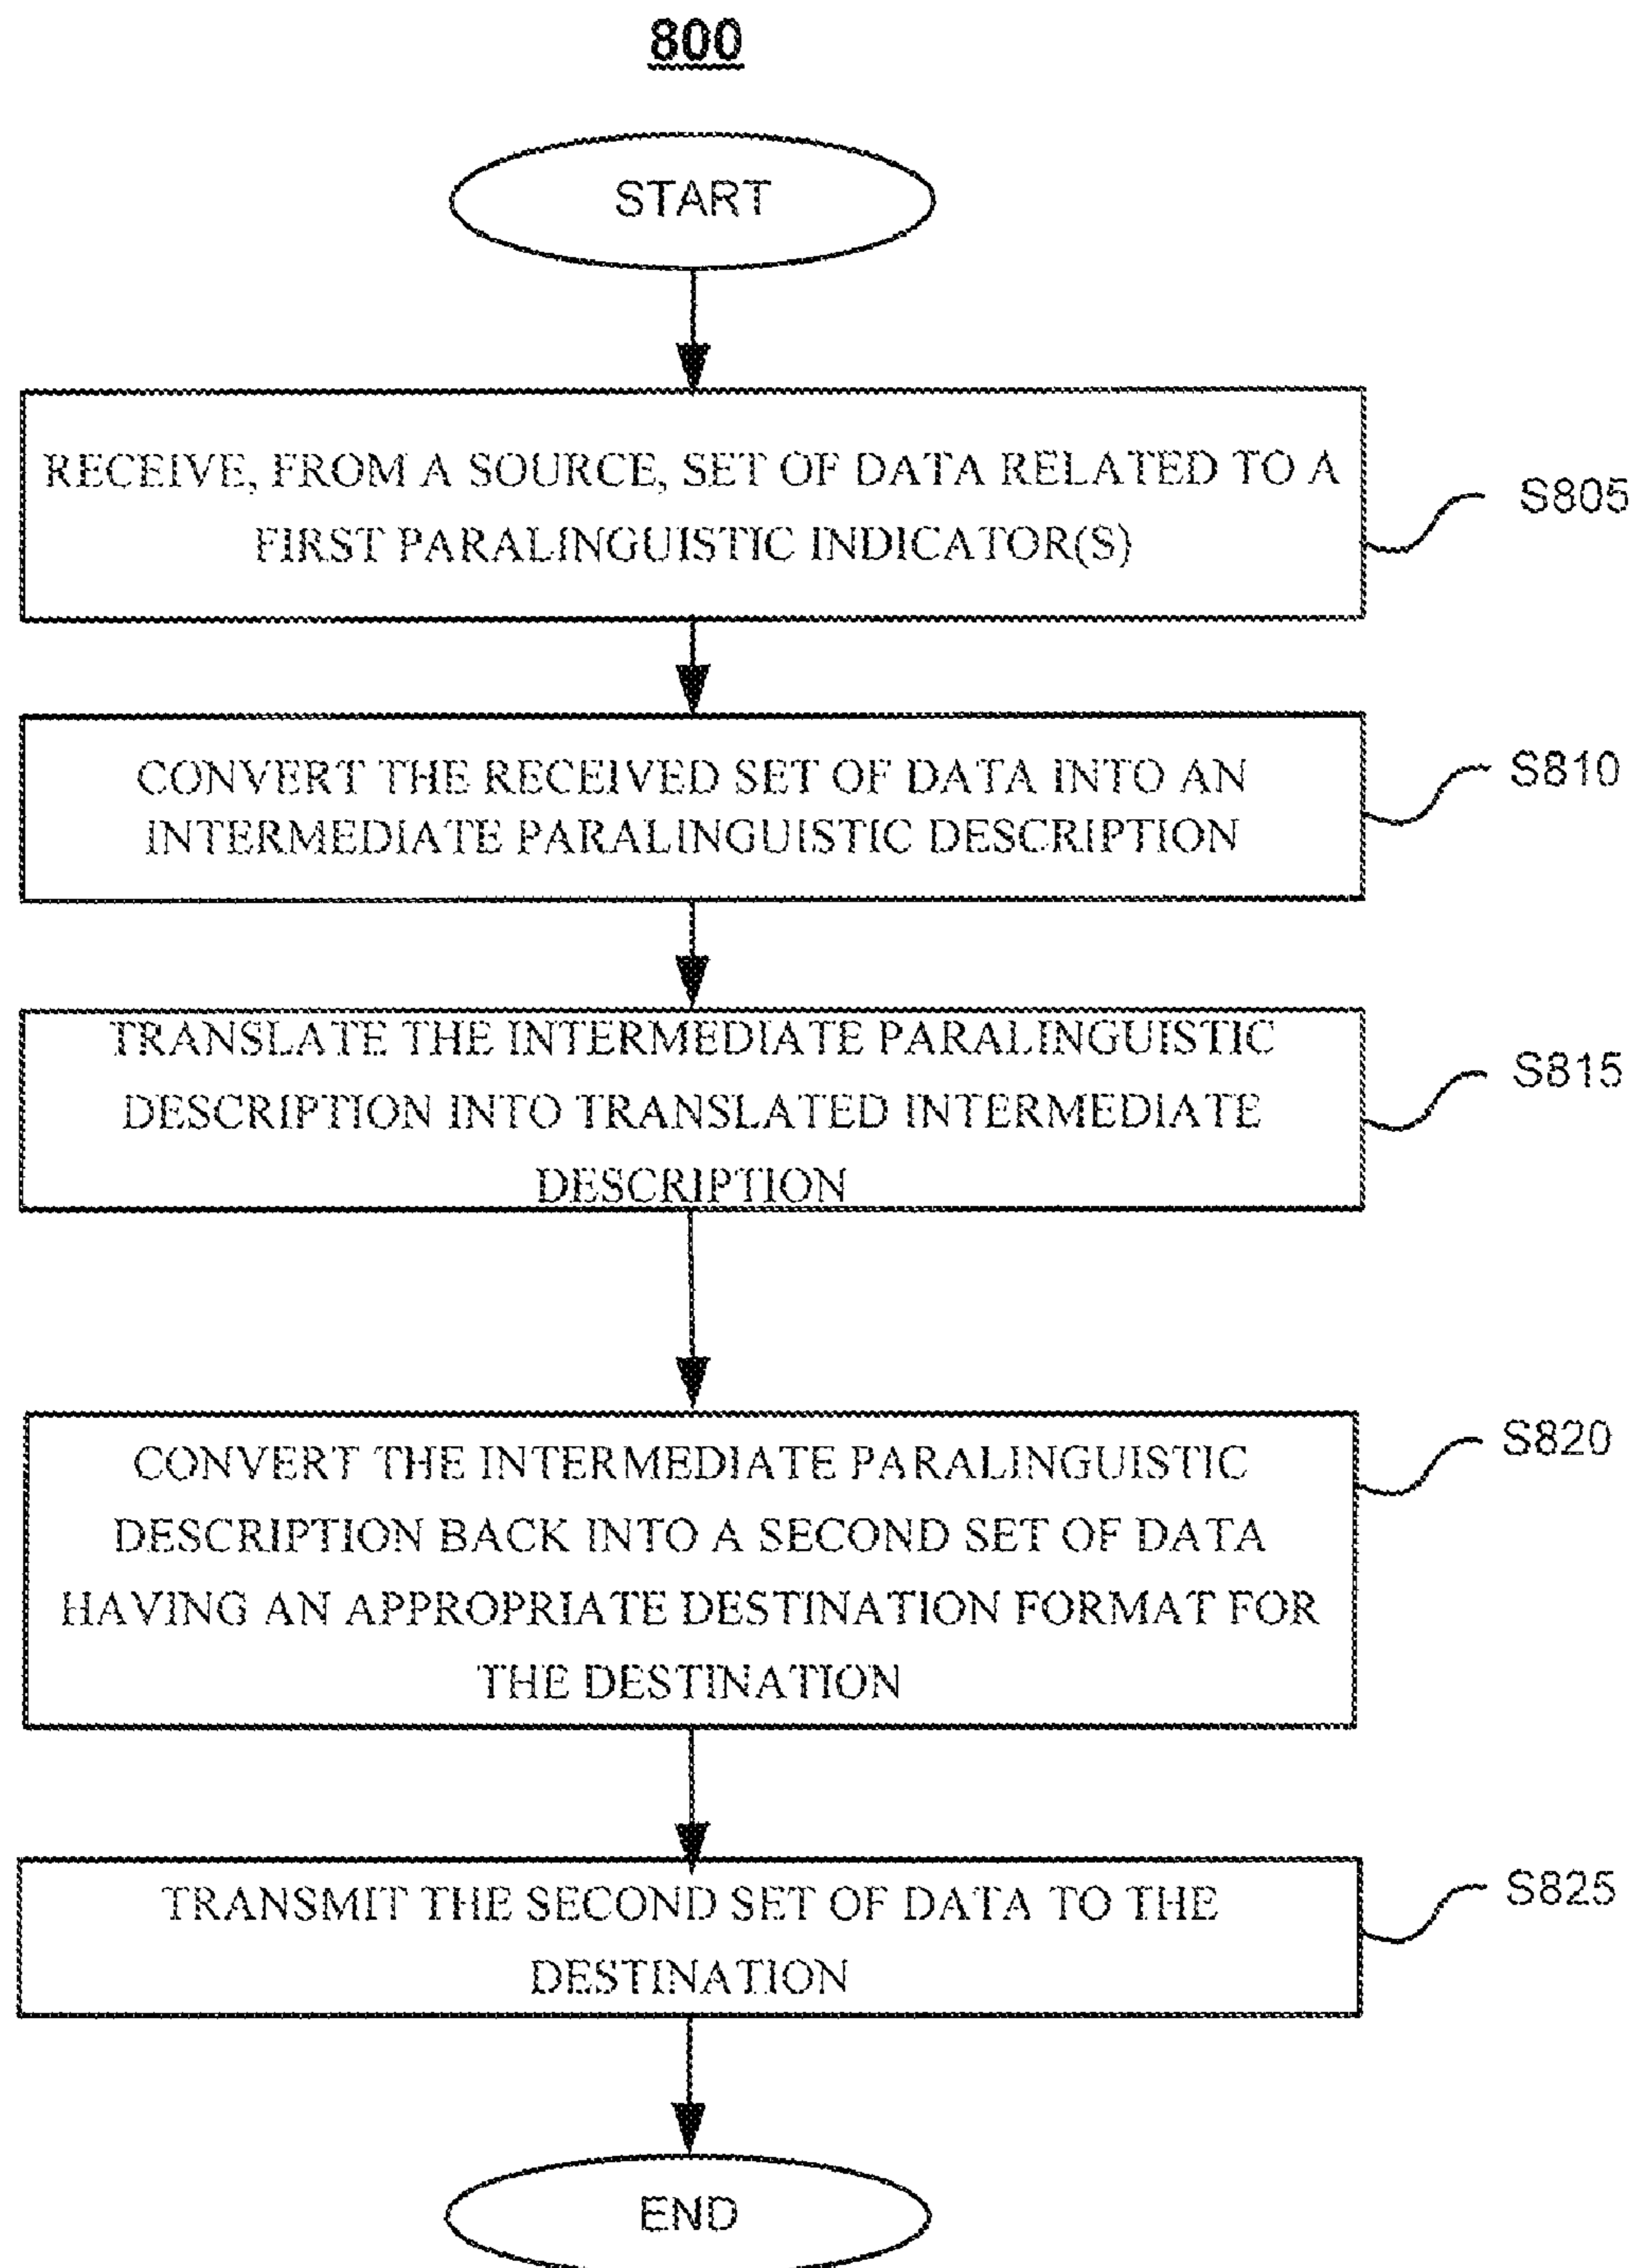 800
START
RECEIVE, FROM A SOURCE, SET OF DATA RELATED TO A
FIRST PARALINGUISTIC INDICATOR(S)
S805
CONVERT THE RECEIVED SET OF DATA INTO AN
INTERMEDIATE PARALINGUISTIC DESCRIPTION
S810
TRANSLATE THE INTERMEDIATE PARALINGUISTIC
DESCRIPTION INTO TRANSLATED INTERMEDIATE
DESCRIPTION
S815
CONVERT THE INTERMEDIATE PARALINGUISTIC
DESCRIPTION BACK INTO A SECOND SET OF DATA
HAVING AN APPROPRIATE DESTINATION FORMAT FOR
THE DESTINATION
S820
TRANSMIT THE SECOND SET OF DATA TO THE
DESTINATION
S825
END